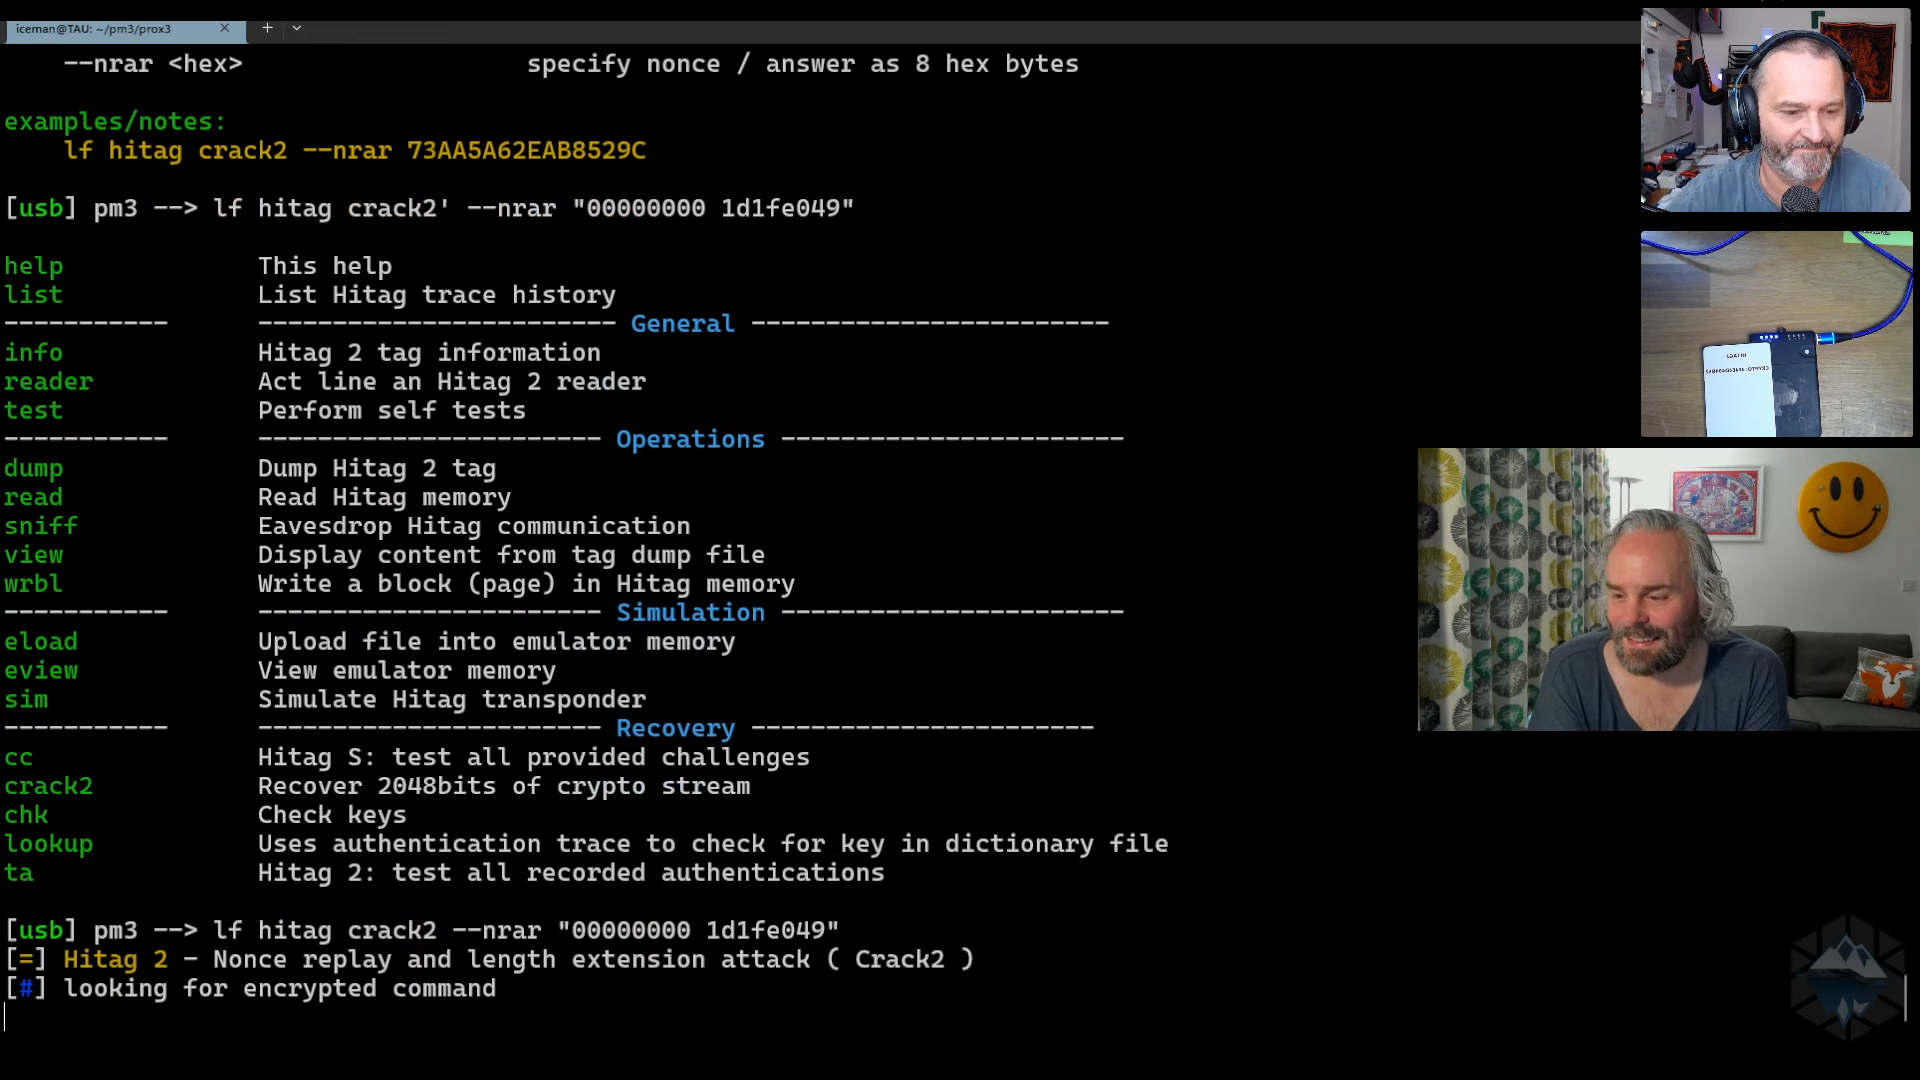 iceman@TAU: ~/pm3/prox3
--nrar <hex> specify nonce / answer as 8 hex bytes
examples/notes:
lf hitag crack2 --nrar 73AA5A62EAB8529C
[usb] pm3 --> lf hitag crack2' --nrar "00000000 1d1fe049"
help This help
list List Hitag trace history
----------- ------------------------ General ------------------------
info Hitag 2 tag information
reader Act line an Hitag 2 reader
test Perform self tests
----------- ----------------------- Operations -----------------------
dump Dump Hitag 2 tag
read Read Hitag memory
sniff Eavesdrop Hitag communication
view Display content from tag dump file
wrbl Write a block (page) in Hitag memory
----------- ----------------------- Simulation -----------------------
eload Upload file into emulator memory
eview View emulator memory
sim Simulate Hitag transponder
----------- ----------------------- Recovery -----------------------
cc Hitag S: test all provided challenges
crack2 Recover 2048bits of crypto stream
chk Check keys
lookup Uses authentication trace to check for key in dictionary file
ta Hitag 2: test all recorded authentications
[usb] pm3 --> lf hitag crack2 --nrar "00000000 1d1fe049"
[=] Hitag 2 - Nonce replay and length extension attack ( Crack2 )
[#] looking for encrypted command